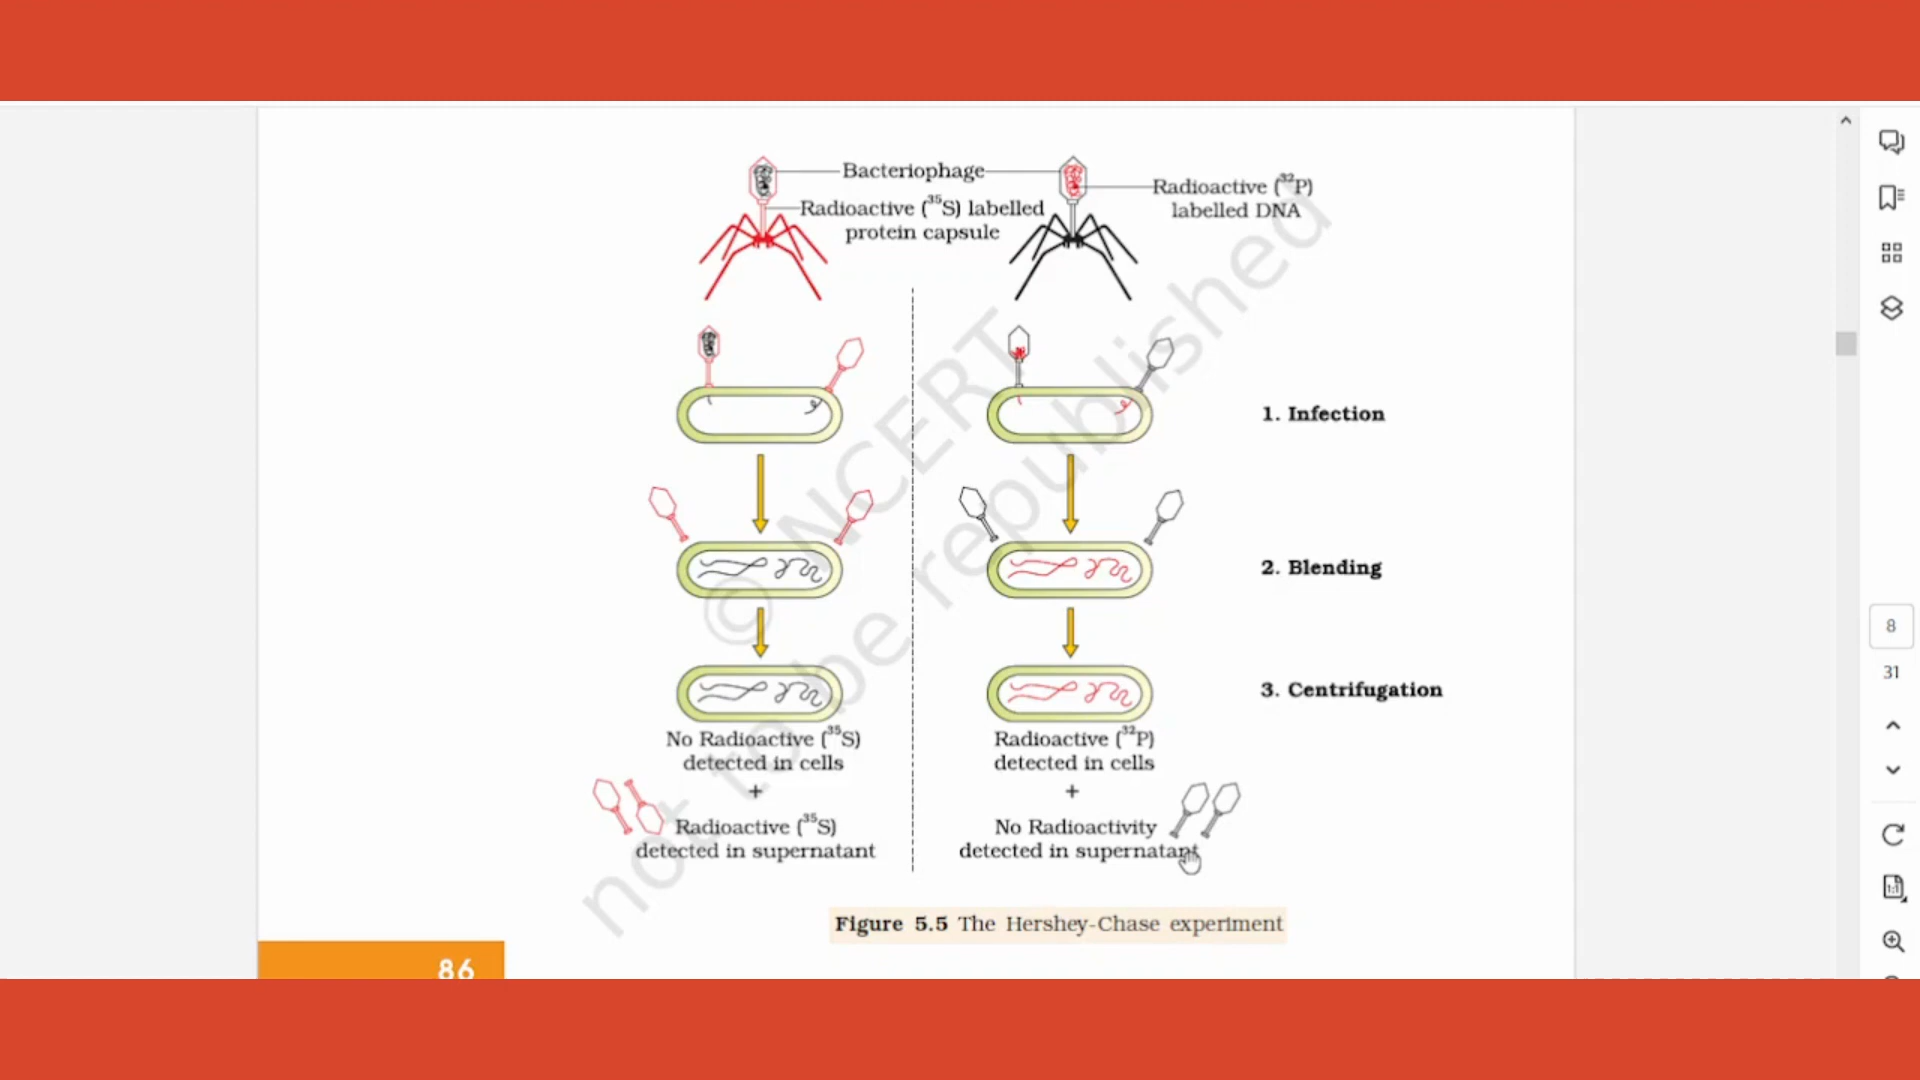 Bacteriophage
Radioactive (³⁵S) labelled
protein capsule
Radioactive (³²P)
labelled DNA
1. Infection
2. Blending
3. Centrifugation
No Radioactive (³⁵S)
detected in cells
+
Radioactive (³⁵S)
detected in supernatant
Radioactive (³²P)
detected in cells
+
No Radioactivity
detected in supernatant
Figure 5.5 The Hershey-Chase experiment
86
© NCERT
not to be republished
8
31
1:1